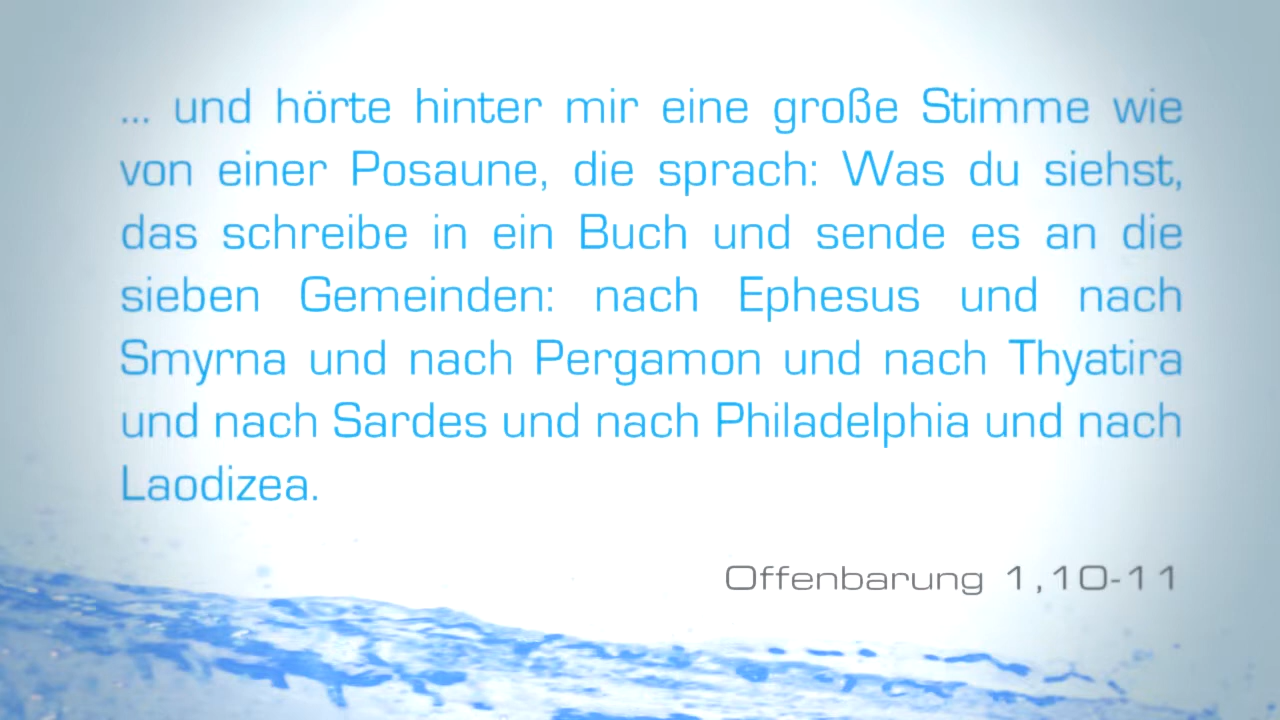 ... und hörte hinter mir eine große Stimme wie
von einer Posaune, die sprach: Was du siehst,
das schreibe in ein Buch und sende es an die
sieben Gemeinden: nach Ephesus und nach
Smyrna und nach Pergamon und nach Thyatira
und nach Sardes und nach Philadelphia und nach
Laodizea.
Offenbarung 1,10-11